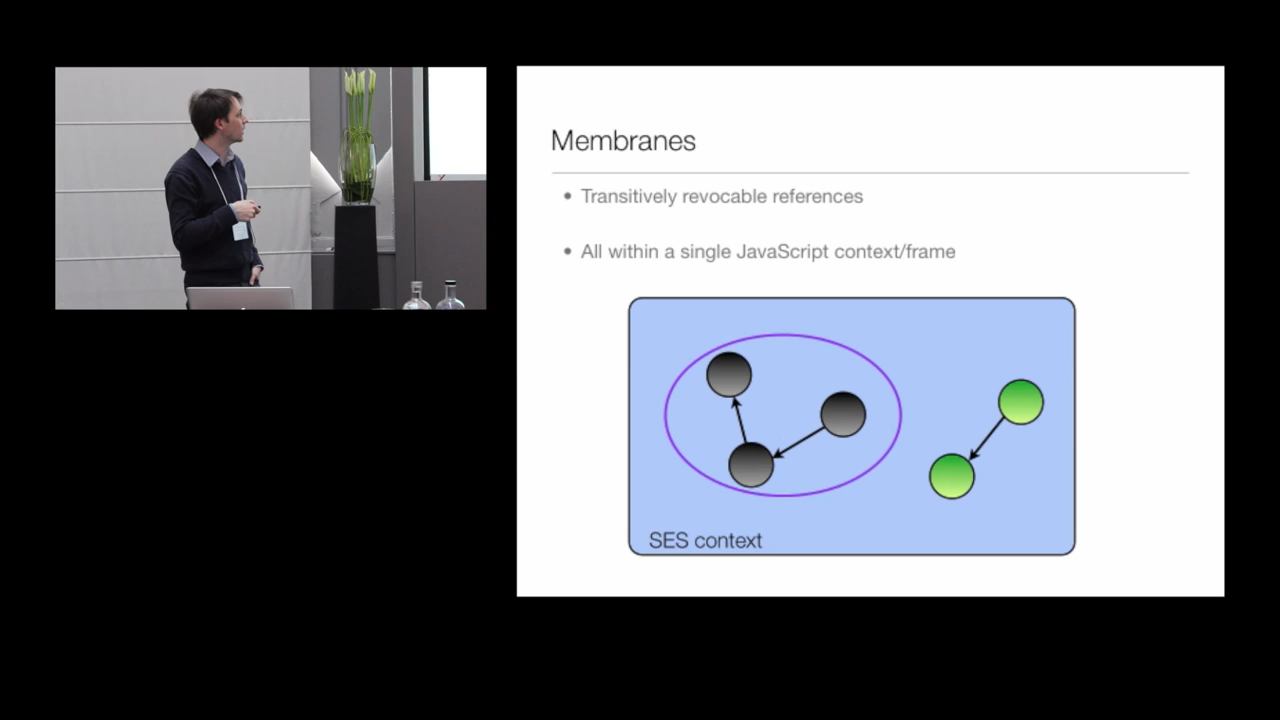 Membranes
• Transitively revocable references
• All within a single JavaScript context/frame
SES context